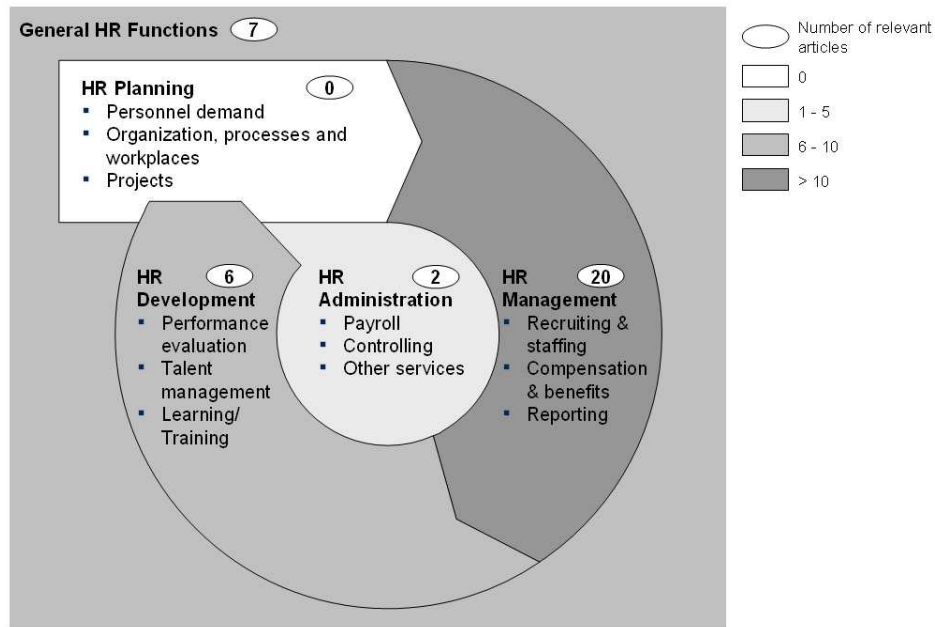 General HR Functions 7
HR Planning 0
▪ Personnel demand
▪ Organization, processes and
workplaces
▪ Projects
HR 6
Development
▪ Performance
evaluation
▪ Talent
management
▪ Learning/
Training
HR 2
Administration
▪ Payroll
▪ Controlling
▪ Other services
HR 20
Management
▪ Recruiting &
staffing
▪ Compensation
& benefits
▪ Reporting
Number of relevant
articles
0
1 - 5
6 - 10
> 10